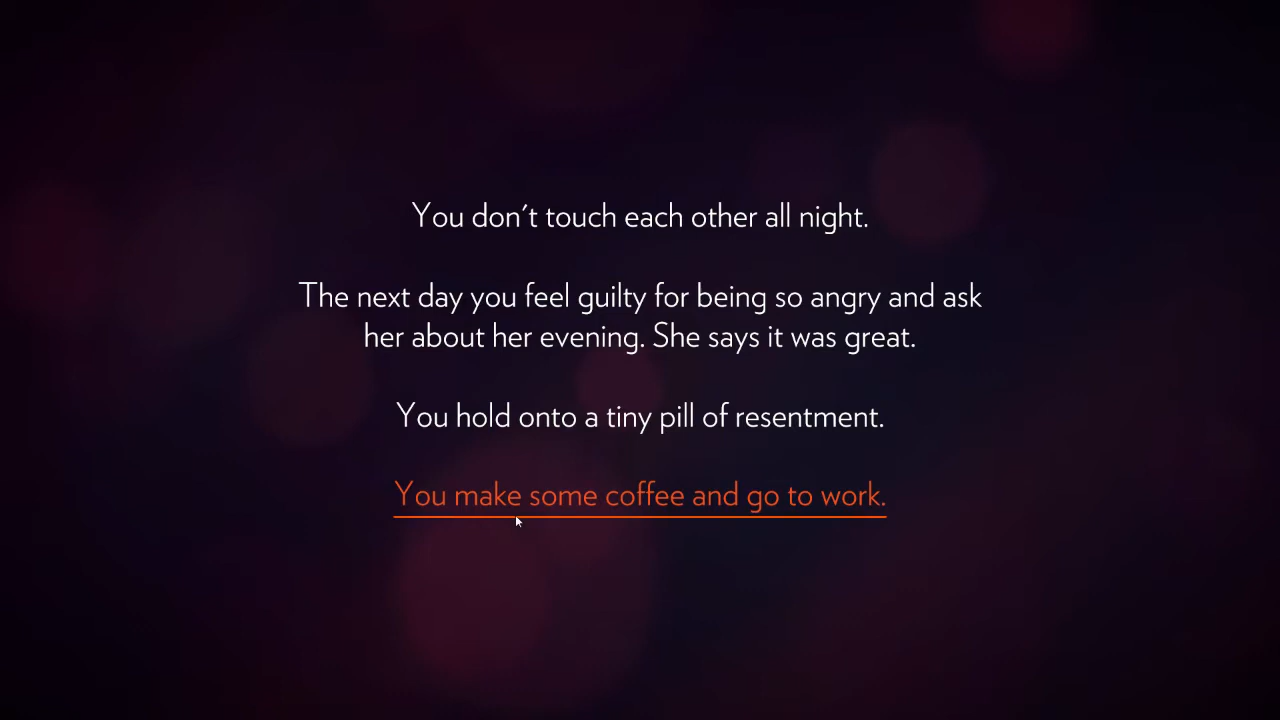 You don't touch each other all night.
The next day you feel guilty for being so angry and ask
her about her evening. She says it was great.
You hold onto a tiny pill of resentment.
You make some coffee and go to work.